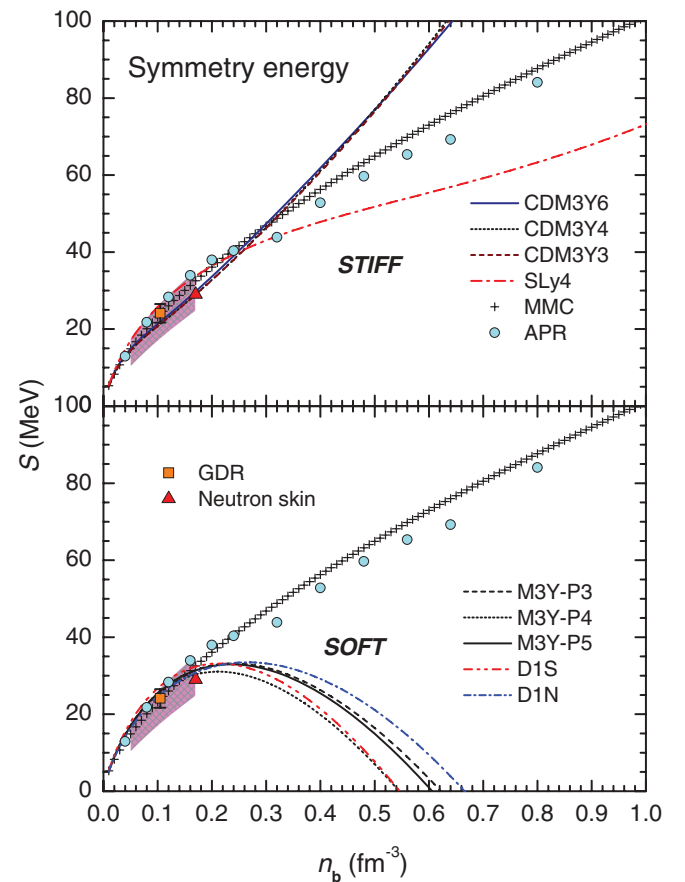 100
Symmetry energy
80
60
CDM3Y6
CDM3Y4
40
STIFF
CDM3Y3
SLy4
20
MMC
APR
S (MeV)
0
100
GDR
80
Neutron skin
60
M3Y-P3
M3Y-P4
40
SOFT
M3Y-P5
D1S
20
D1N
0
0.0 0.1 0.2 0.3 0.4 0.5 0.6 0.7 0.8 0.9 1.0
n_b (fm⁻³)